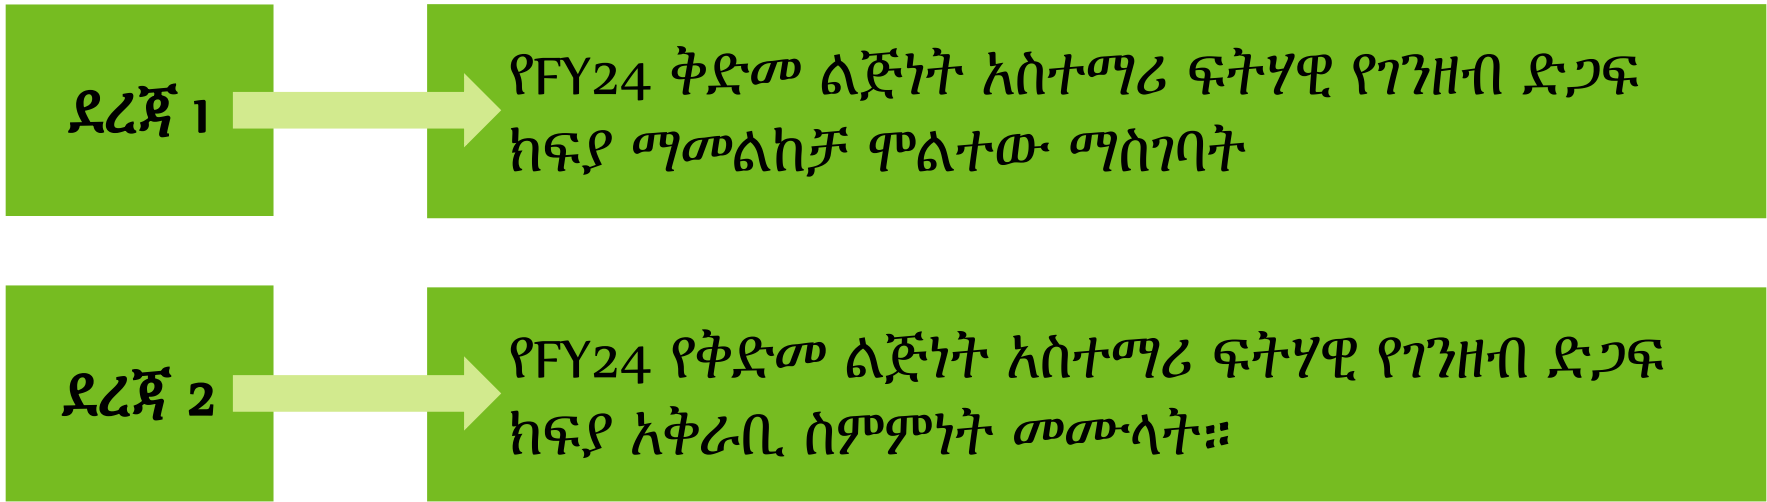 ደረጃ 1
የFY24 ቅድመ ልጅነት አስተማሪ ፍትሃዊ የገንዘብ ድጋፍ
ክፍያ ማመልከቻ ሞልተው ማስገባት
ደረጃ 2
የFY24 የቅድመ ልጅነት አስተማሪ ፍትሃዊ የገንዘብ ድጋፍ
ክፍያ አቅራቢ ስምምነት መሙላት።